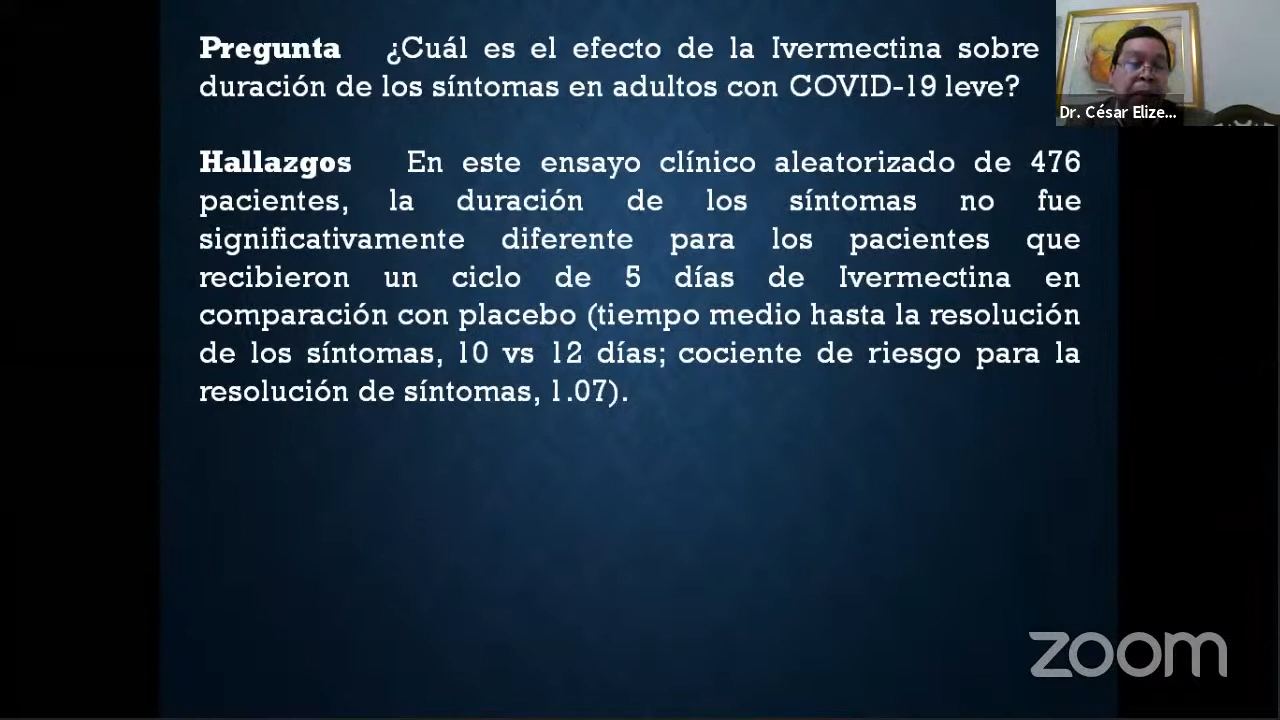 Pregunta ¿Cuál es el efecto de la Ivermectina sobre
duración de los síntomas en adultos con COVID-19 leve?
Hallazgos En este ensayo clínico aleatorizado de 476
pacientes, la duración de los síntomas no fue
significativamente diferente para los pacientes que
recibieron un ciclo de 5 días de Ivermectina en
comparación con placebo (tiempo medio hasta la resolución
de los síntomas, 10 vs 12 días; cociente de riesgo para la
resolución de síntomas, 1.07).
Dr. César Elize...
zoom